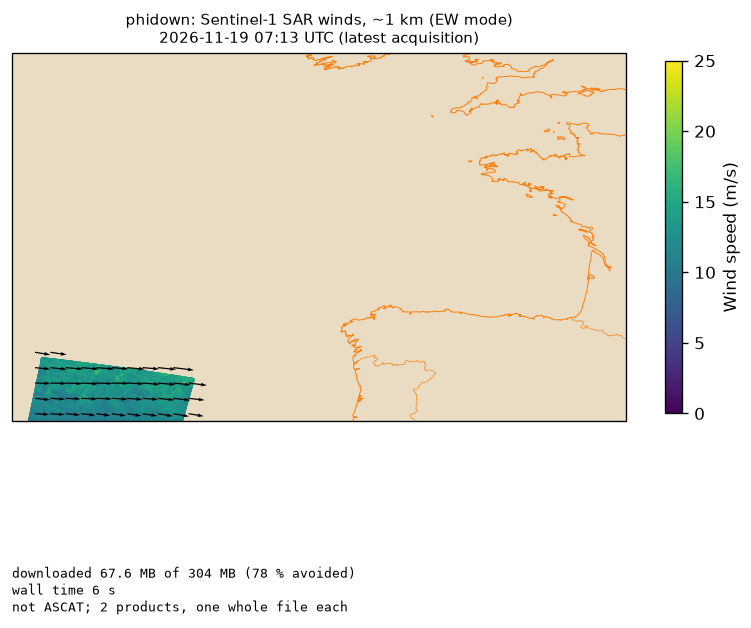 phidown: Sentinel-1 SAR winds, ~1 km (EW mode)
2026-11-19 07:13 UTC (latest acquisition)
25
20
15
10
5
0
Wind speed (m/s)
downloaded 67.6 MB of 304 MB (78 % avoided)
wall time 6 s
not ASCAT; 2 products, one whole file each